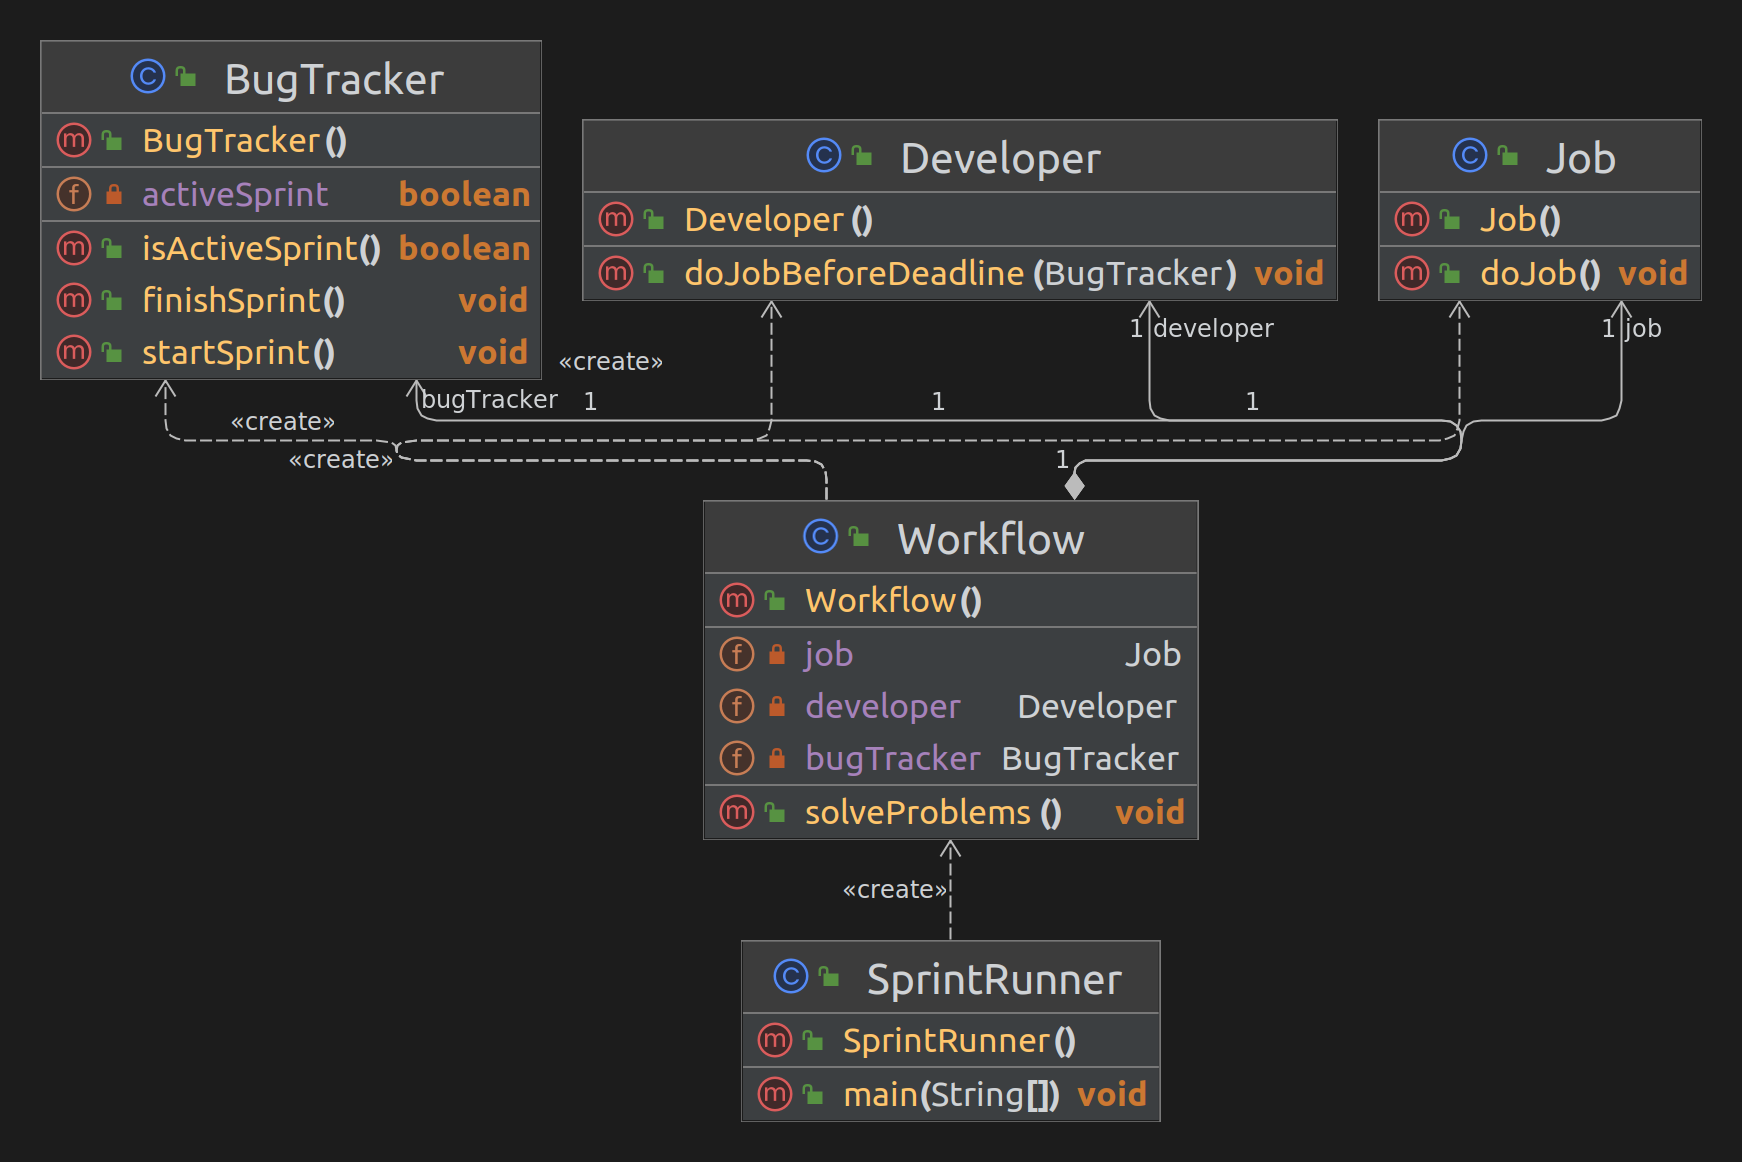 BugTracker
BugTracker()
activeSprint boolean
isActiveSprint() boolean
finishSprint() void
startSprint() void
Developer
Developer()
doJobBeforeDeadline(BugTracker) void
Job
Job()
doJob() void
1 developer
1 job
«create»
bugTracker 1 1 1
«create»
«create» 1
Workflow
Workflow()
job Job
developer Developer
bugTracker BugTracker
solveProblems() void
«create»
SprintRunner
SprintRunner()
main(String[]) void